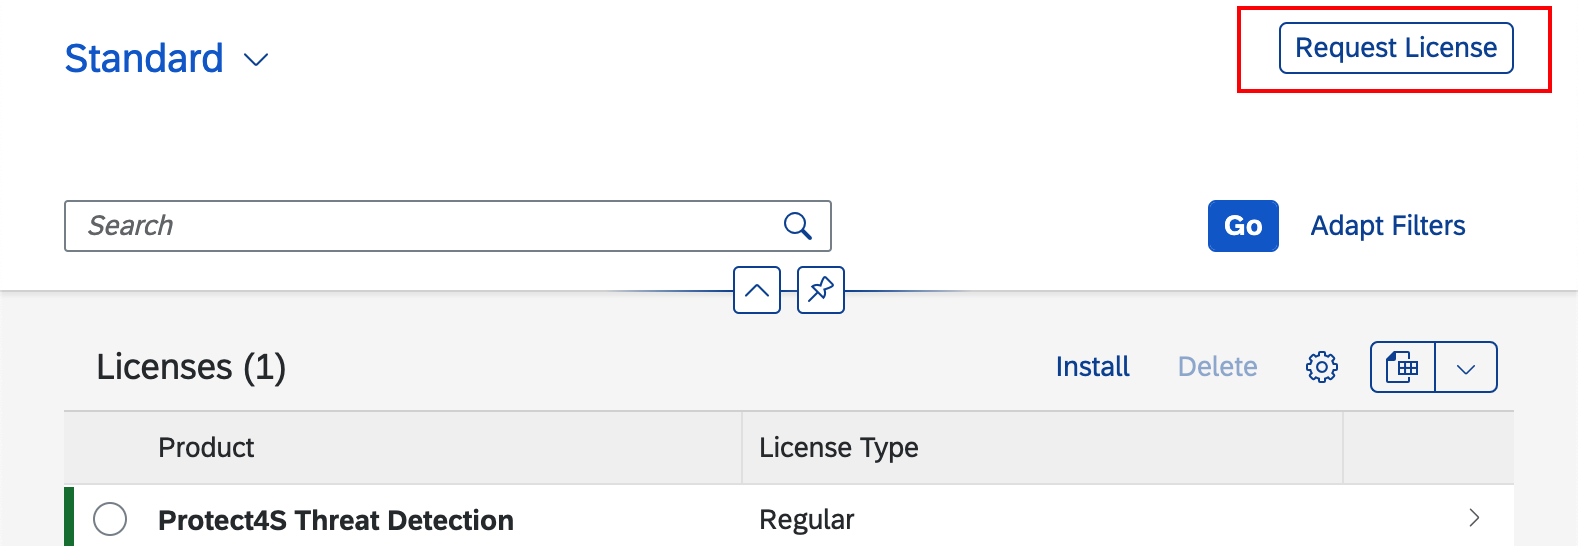 Standard
Request License
Search
Go Adapt Filters
Licenses (1) Install Delete
Product License Type
Protect4S Threat Detection Regular